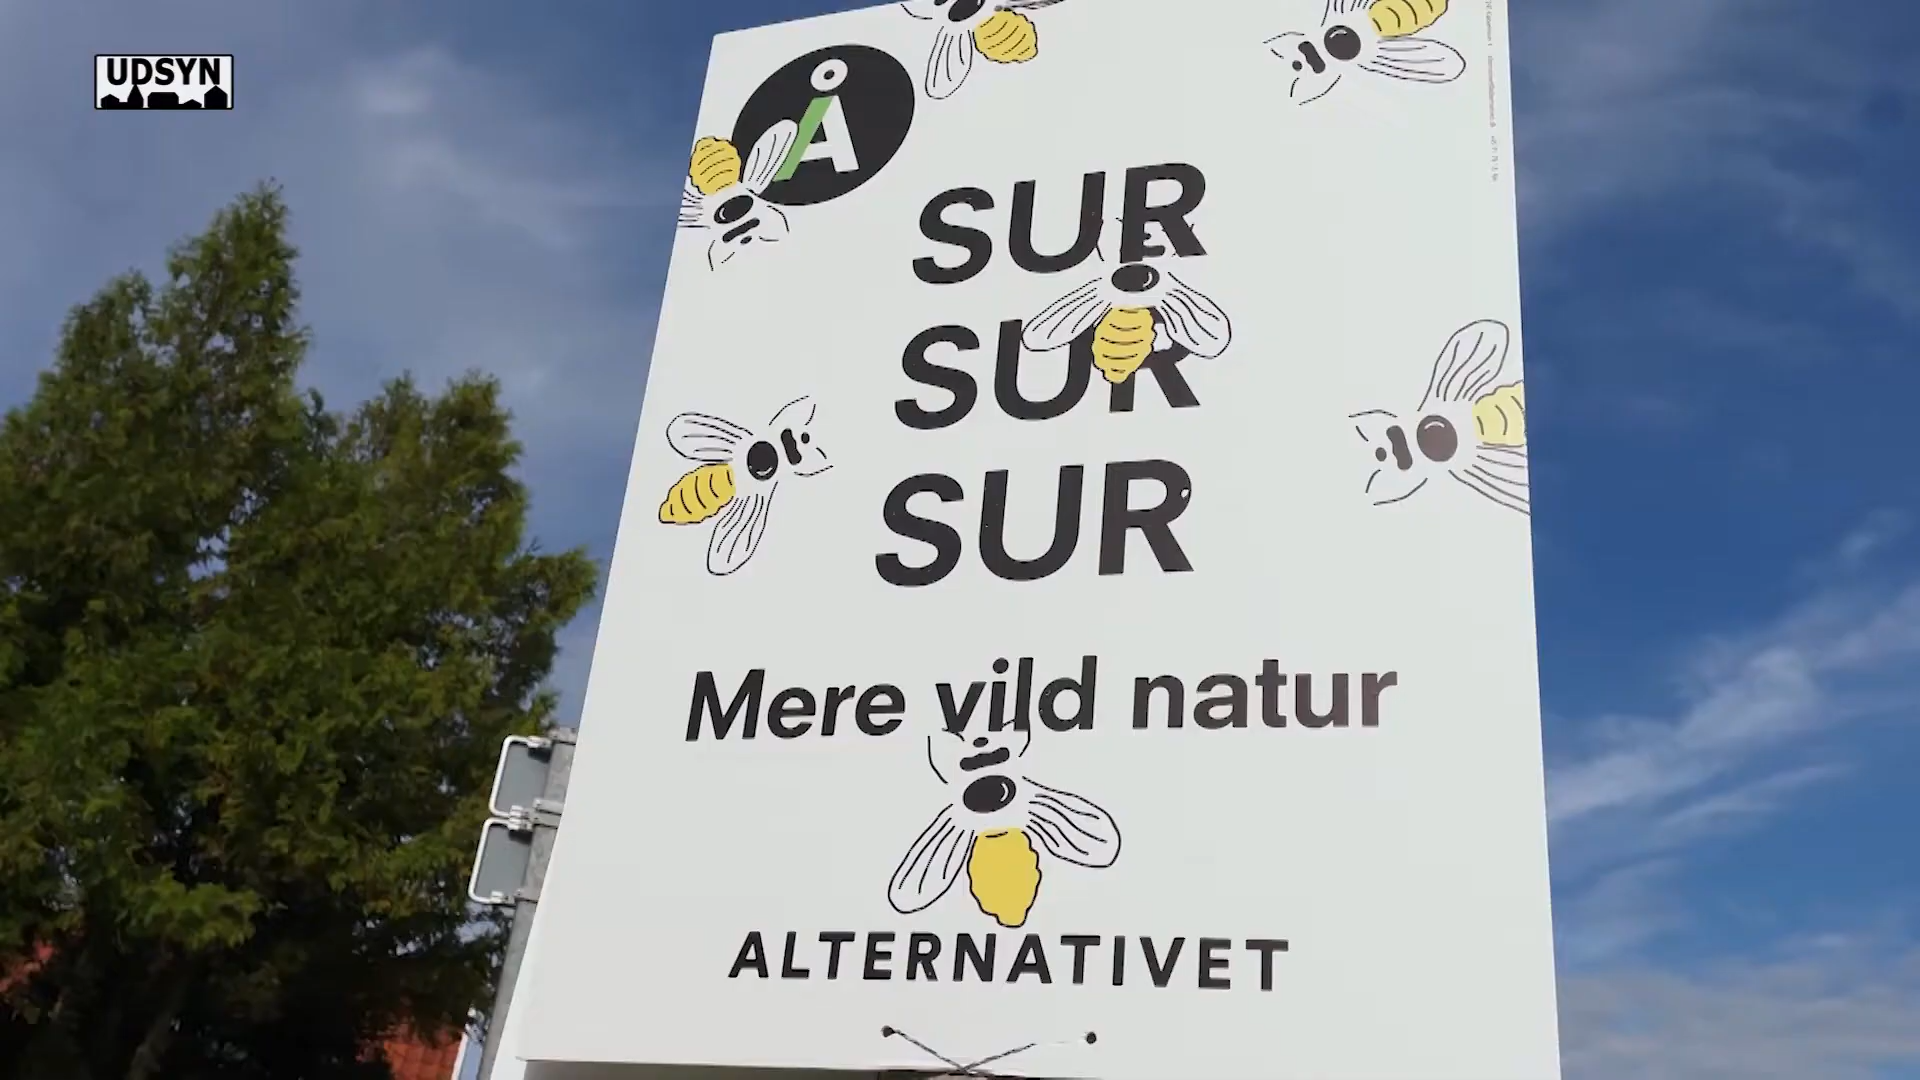 UDSYN
Å
SUR
SUR
SUR
Mere vild natur
ALTERNATIVET